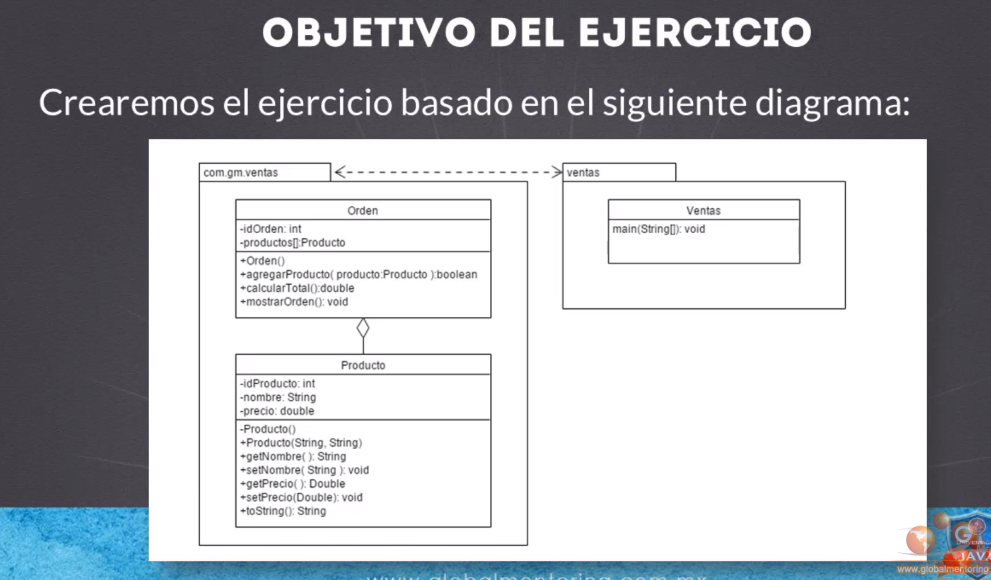 OBJETIVO DEL EJERCICIO
Crearemos el ejercicio basado en el siguiente diagrama:
com.gm.ventas
Orden
-idOrden: int
-productos[]:Producto
+Orden()
+agregarProducto( producto:Producto ):boolean
+calcularTotal():double
+mostrarOrden(): void
Producto
-idProducto: int
-nombre: String
-precio: double
-Producto()
+Producto(String, String)
+getNombre( ): String
+setNombre( String ): void
+getPrecio( ): Double
+setPrecio(Double): void
+toString(): String
ventas
Ventas
main(String[]): void
JAVA
www.globalmentoring
www.globalmentoring.com.mx